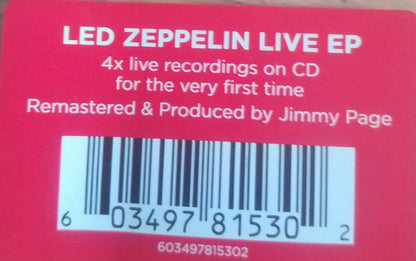 LED ZEPPELIN LIVE EP
4x live recordings on CD
for the very first time
Remastered & Produced by Jimmy Page
6 03497 81530 2
603497815302